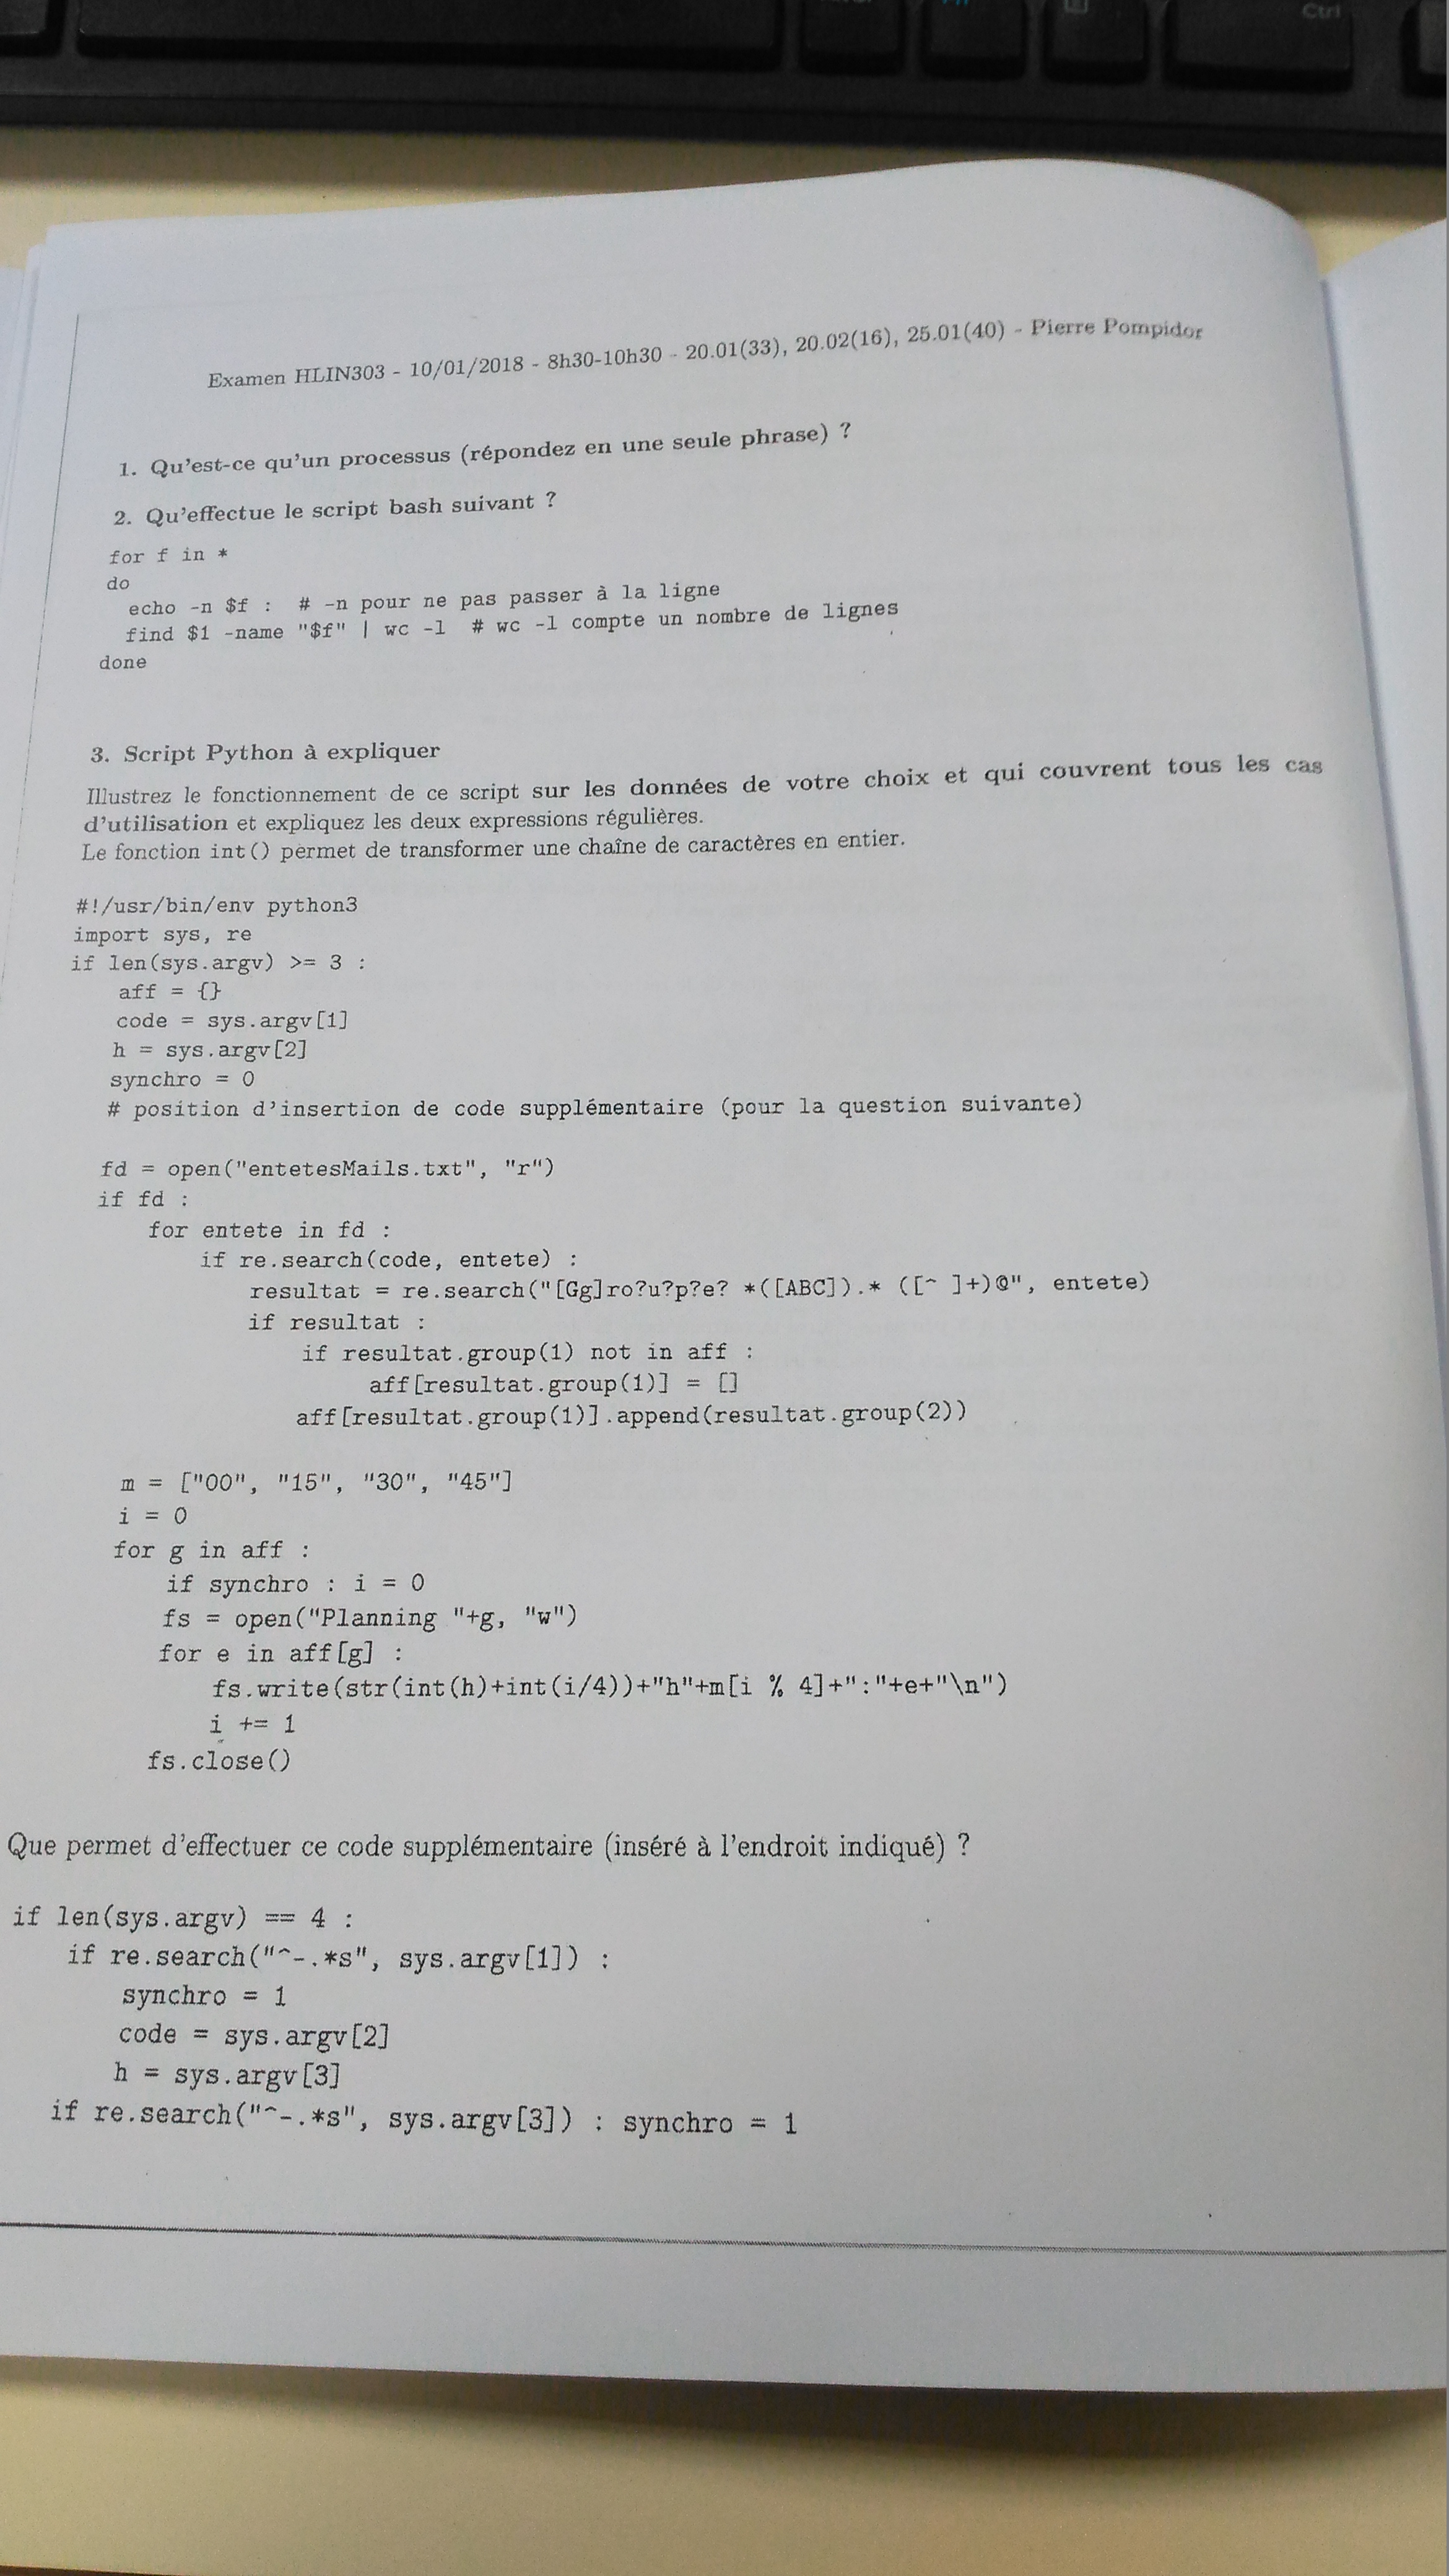 Ctrl
Examen HLIN303 - 10/01/2018 - 8h30-10h30 - 20.01(33), 20.02(16), 25.01(40) - Pierre Pompidor
1. Qu'est-ce qu'un processus (répondez en une seule phrase) ?
2. Qu'effectue le script bash suivant ?
for f in *
do
echo -n $f :  # -n pour ne pas passer à la ligne
find $1 -name "$f" | wc -l  # wc -l compte un nombre de lignes
done
3. Script Python à expliquer
Illustrez le fonctionnement de ce script sur les données de votre choix et qui couvrent tous les cas
d'utilisation et expliquez les deux expressions régulières.
Le fonction int() permet de transformer une chaîne de caractères en entier.
#!/usr/bin/env python3
import sys, re
if len(sys.argv) >= 3 :
aff = {}
code = sys.argv[1]
h = sys.argv[2]
synchro = 0
# position d'insertion de code supplémentaire (pour la question suivante)
fd = open("entetesMails.txt", "r")
if fd :
for entete in fd :
if re.search(code, entete) :
resultat = re.search("[Gg]ro?u?p?e? *([ABC]).* ([^ ]+)@", entete)
if resultat :
if resultat.group(1) not in aff :
aff[resultat.group(1)] = []
aff[resultat.group(1)].append(resultat.group(2))
m = ["00", "15", "30", "45"]
i = 0
for g in aff :
if synchro : i = 0
fs = open("Planning "+g, "w")
for e in aff[g] :
fs.write(str(int(h)+int(i/4))+"h"+m[i % 4]+":"+e+"\n")
i += 1
fs.close()
Que permet d'effectuer ce code supplémentaire (inséré à l'endroit indiqué) ?
if len(sys.argv) == 4 :
if re.search("^-.*s", sys.argv[1]) :
synchro = 1
code = sys.argv[2]
h = sys.argv[3]
if re.search("^-.*s", sys.argv[3]) : synchro = 1